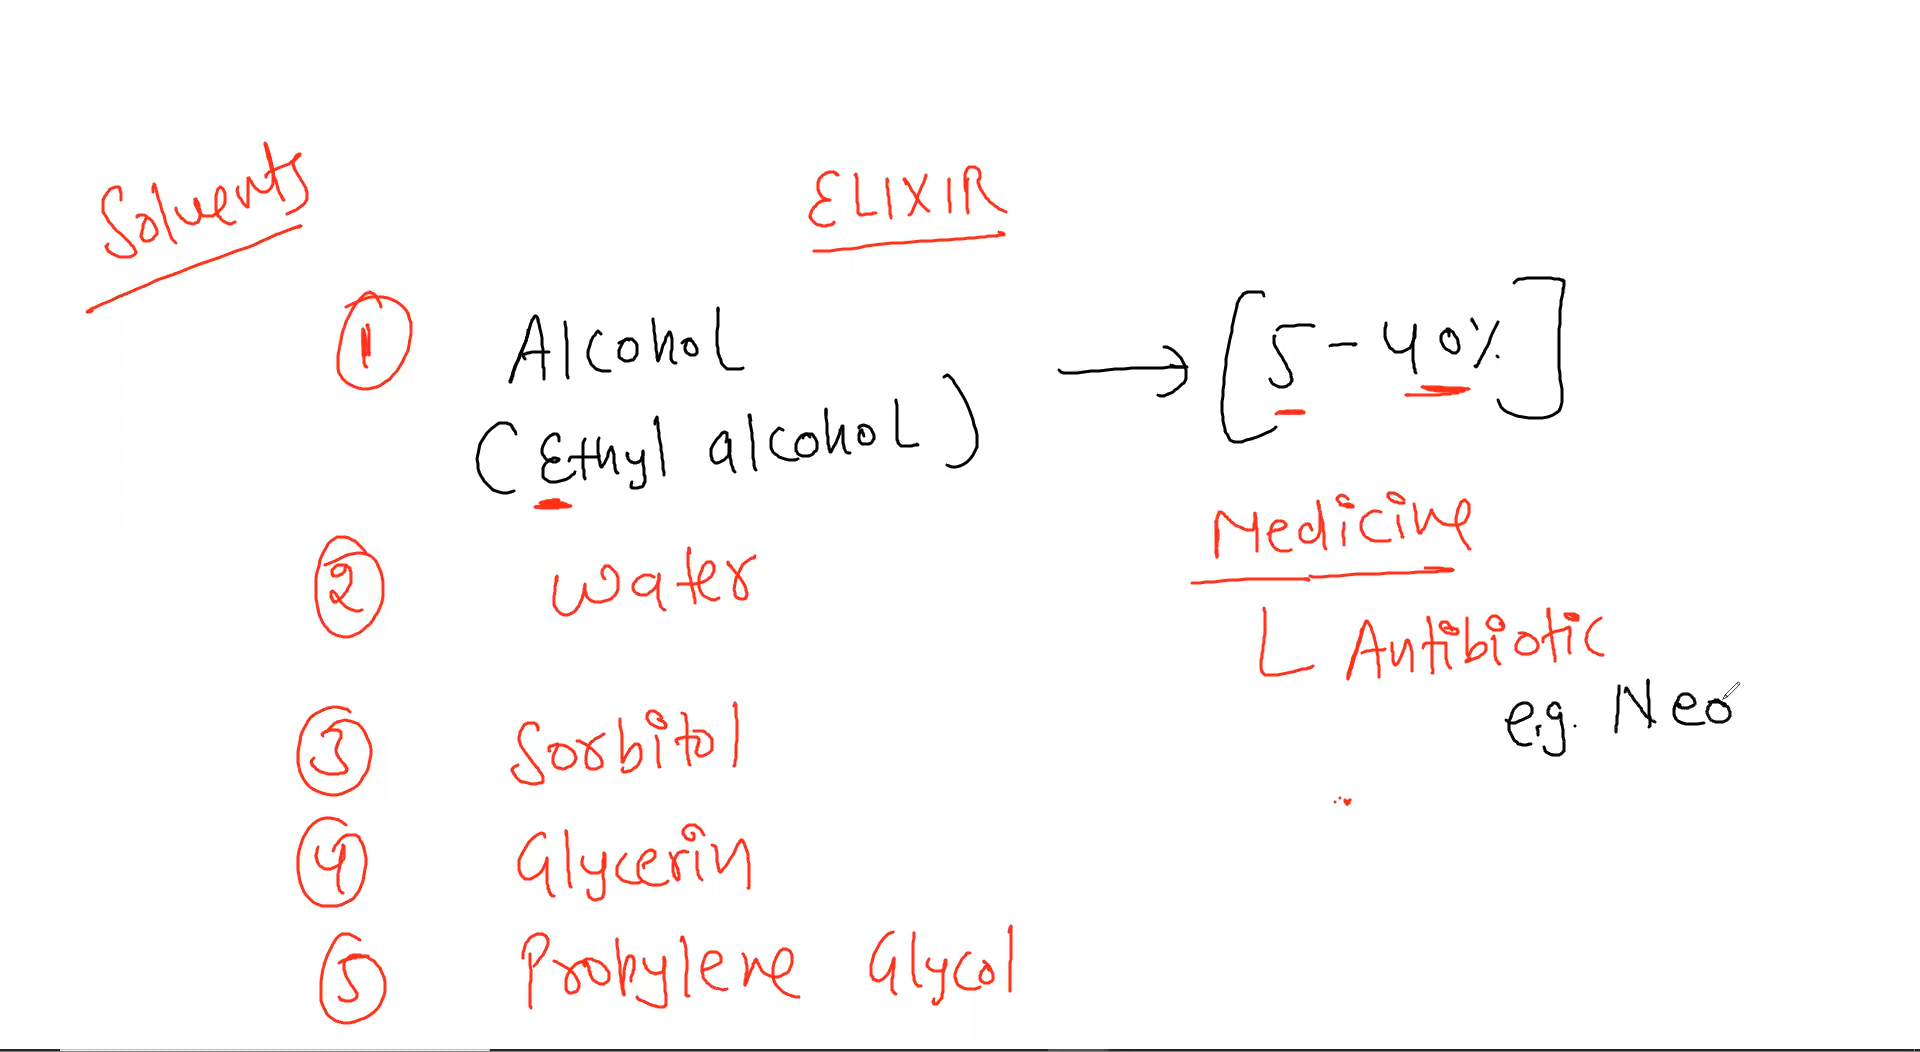 Solvents
ELIXIR
1 Alcohol → [5-40%]
(Ethyl alcohol)
Medicine
2 Water
Antibiotic
e.g. Neo
3 Sorbitol
4 Glycerin
5 Propylene Glycol